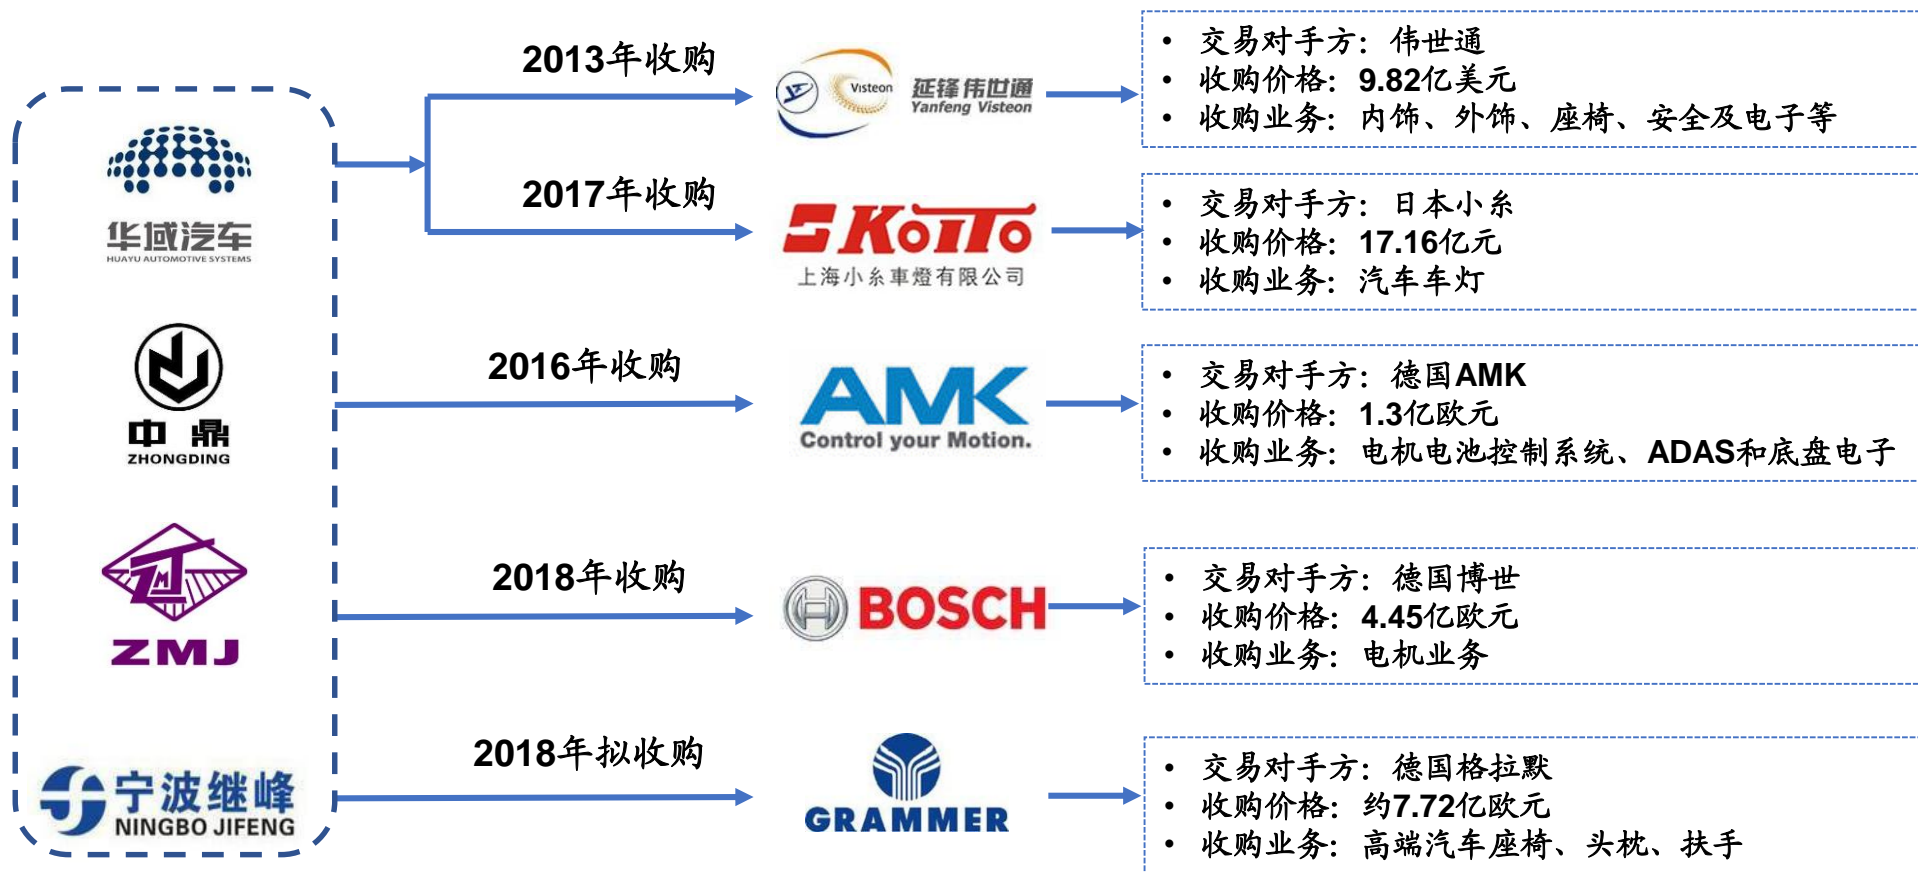 华域汽车
HUAYU AUTOMOTIVE SYSTEMS
中鼎
ZHONGDING
ZMJ
宁波继峰
NINGBO JIFENG
2013年收购
Visteon
延锋伟世通
Yanfeng Visteon
• 交易对手方：伟世通
• 收购价格：9.82亿美元
• 收购业务：内饰、外饰、座椅、安全及电子等
2017年收购
KOITO
上海小糸車燈有限公司
• 交易对手方：日本小糸
• 收购价格：17.16亿元
• 收购业务：汽车车灯
2016年收购
AMK
Control your Motion.
• 交易对手方：德国AMK
• 收购价格：1.3亿欧元
• 收购业务：电机电池控制系统、ADAS和底盘电子
2018年收购
BOSCH
• 交易对手方：德国博世
• 收购价格：4.45亿欧元
• 收购业务：电机业务
2018年拟收购
GRAMMER
• 交易对手方：德国格拉默
• 收购价格：约7.72亿欧元
• 收购业务：高端汽车座椅、头枕、扶手